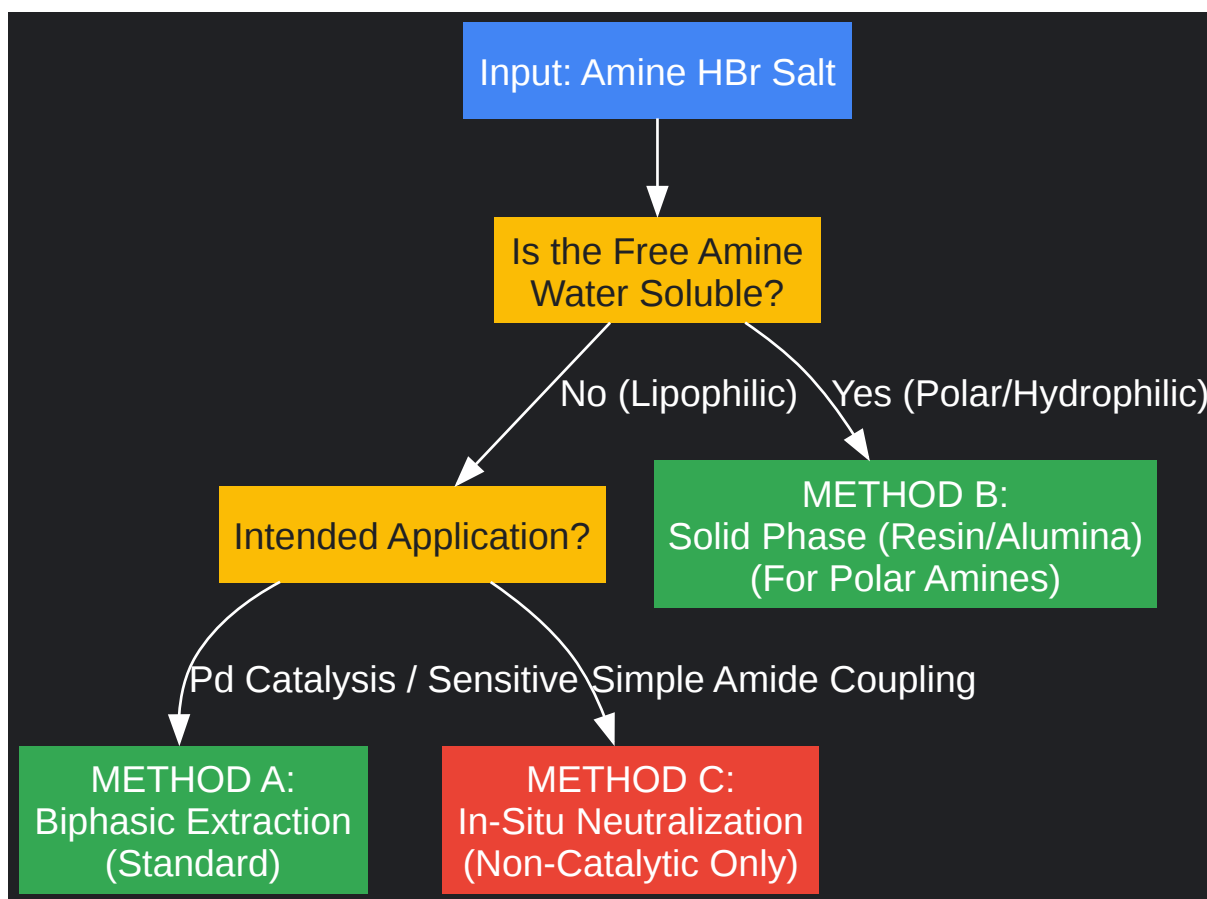 Input: Amine HBr Salt
Is the Free Amine
Water Soluble?
No (Lipophilic)
Yes (Polar/Hydrophilic)
METHOD B:
Solid Phase (Resin/Alumina)
(For Polar Amines)
Intended Application?
Pd Catalysis / Sensitive
Simple Amide Coupling
METHOD A:
Biphasic Extraction
(Standard)
METHOD C:
In-Situ Neutralization
(Non-Catalytic Only)